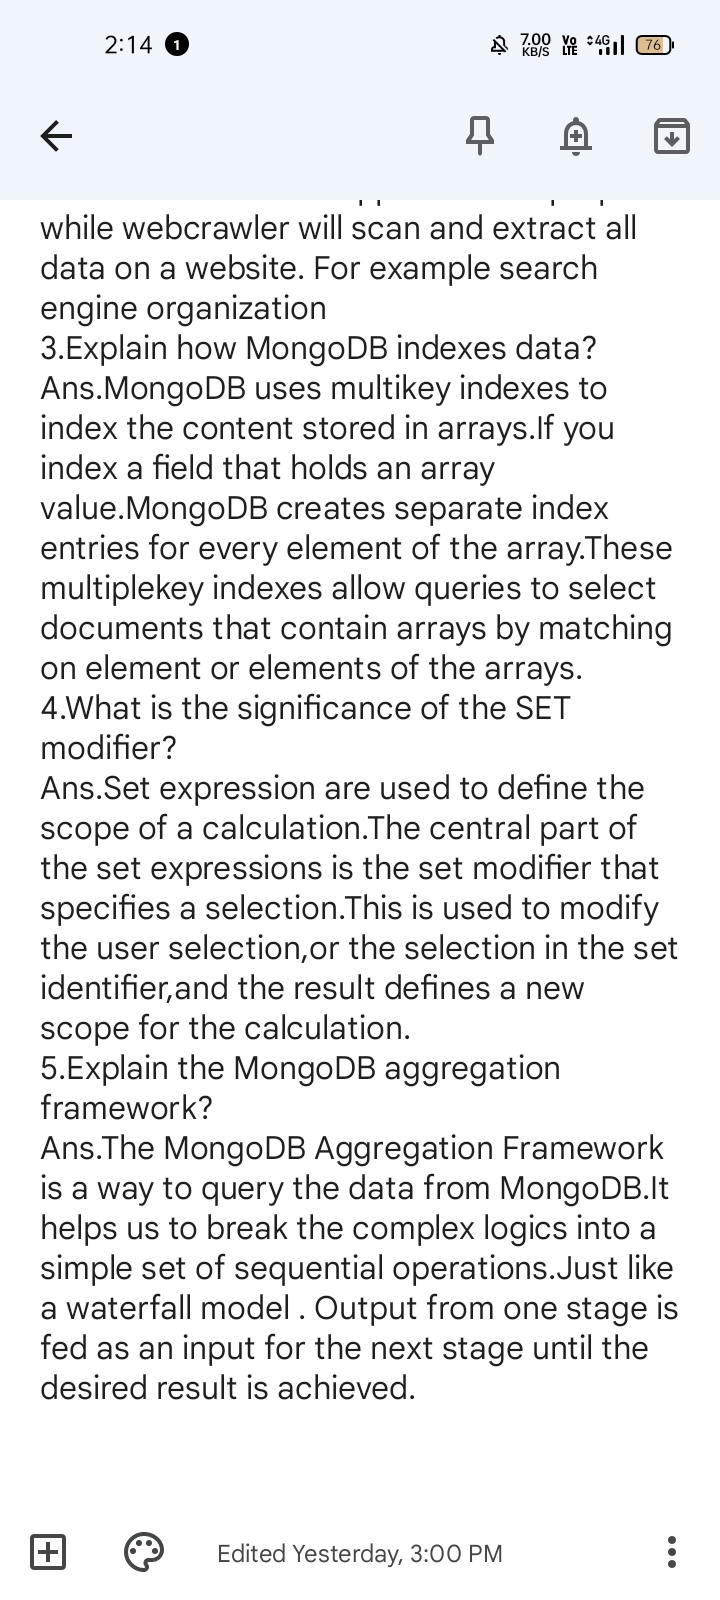 2:14 1 7.00 KB/S Vo LTE 4G 76
while webcrawler will scan and extract all
data on a website. For example search
engine organization
3.Explain how MongoDB indexes data?
Ans.MongoDB uses multikey indexes to
index the content stored in arrays.If you
index a field that holds an array
value.MongoDB creates separate index
entries for every element of the array.These
multiplekey indexes allow queries to select
documents that contain arrays by matching
on element or elements of the arrays.
4.What is the significance of the SET
modifier?
Ans.Set expression are used to define the
scope of a calculation.The central part of
the set expressions is the set modifier that
specifies a selection.This is used to modify
the user selection,or the selection in the set
identifier,and the result defines a new
scope for the calculation.
5.Explain the MongoDB aggregation
framework?
Ans.The MongoDB Aggregation Framework
is a way to query the data from MongoDB.It
helps us to break the complex logics into a
simple set of sequential operations.Just like
a waterfall model . Output from one stage is
fed as an input for the next stage until the
desired result is achieved.
Edited Yesterday, 3:00 PM